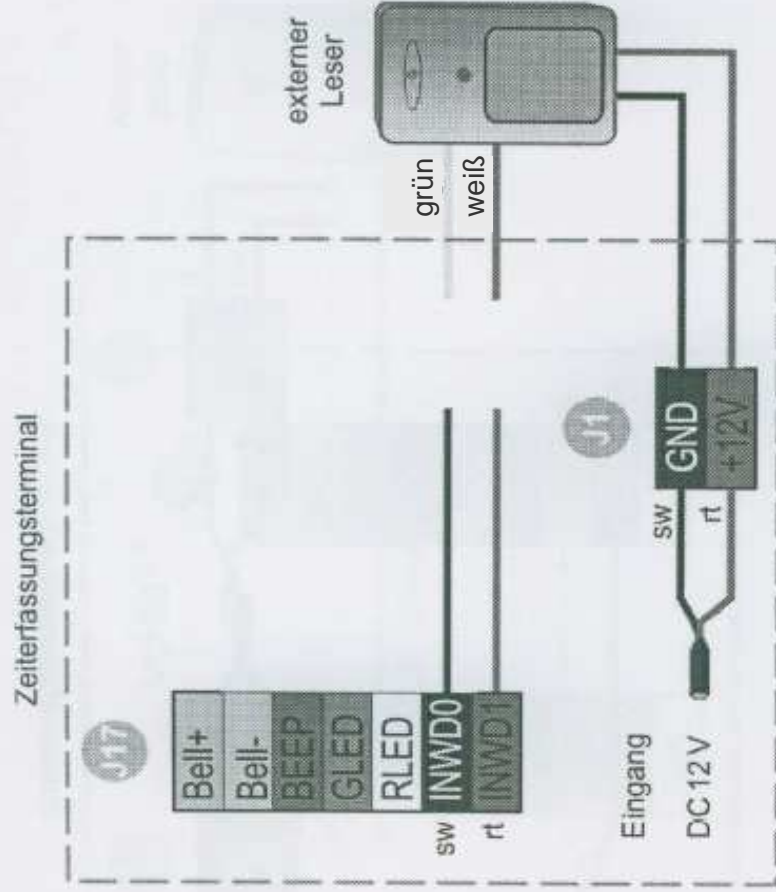 Zeiterfassungsterminal
J17
Bell+
Bell-
BEEP
GLED
RLED
sw INWD0
rt INWD1
grün
weiß
externer
Leser
J1
Eingang
DC 12 V
sw GND
rt +12V